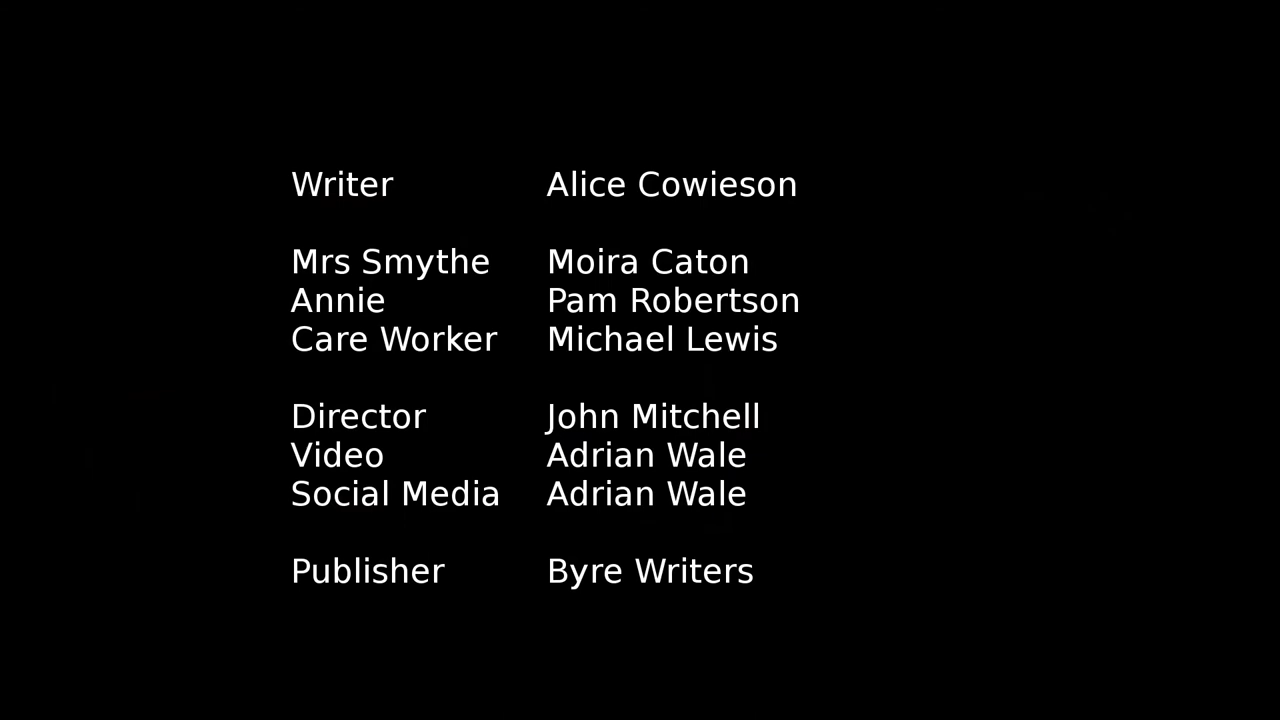 Writer Alice Cowieson
Mrs Smythe Moira Caton
Annie Pam Robertson
Care Worker Michael Lewis
Director John Mitchell
Video Adrian Wale
Social Media Adrian Wale
Publisher Byre Writers